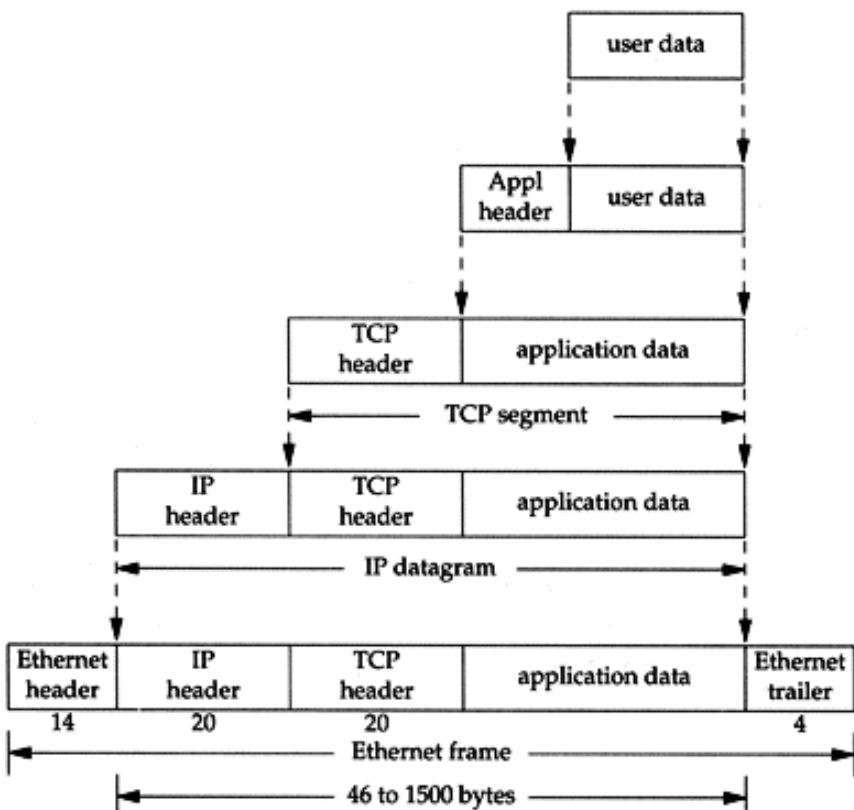 user data
Appl
header
user data
TCP
header
application data
TCP segment
IP
header
TCP
header
application data
IP datagram
Ethernet
header
IP
header
TCP
header
application data
Ethernet
trailer
14
20
20
4
Ethernet frame
46 to 1500 bytes